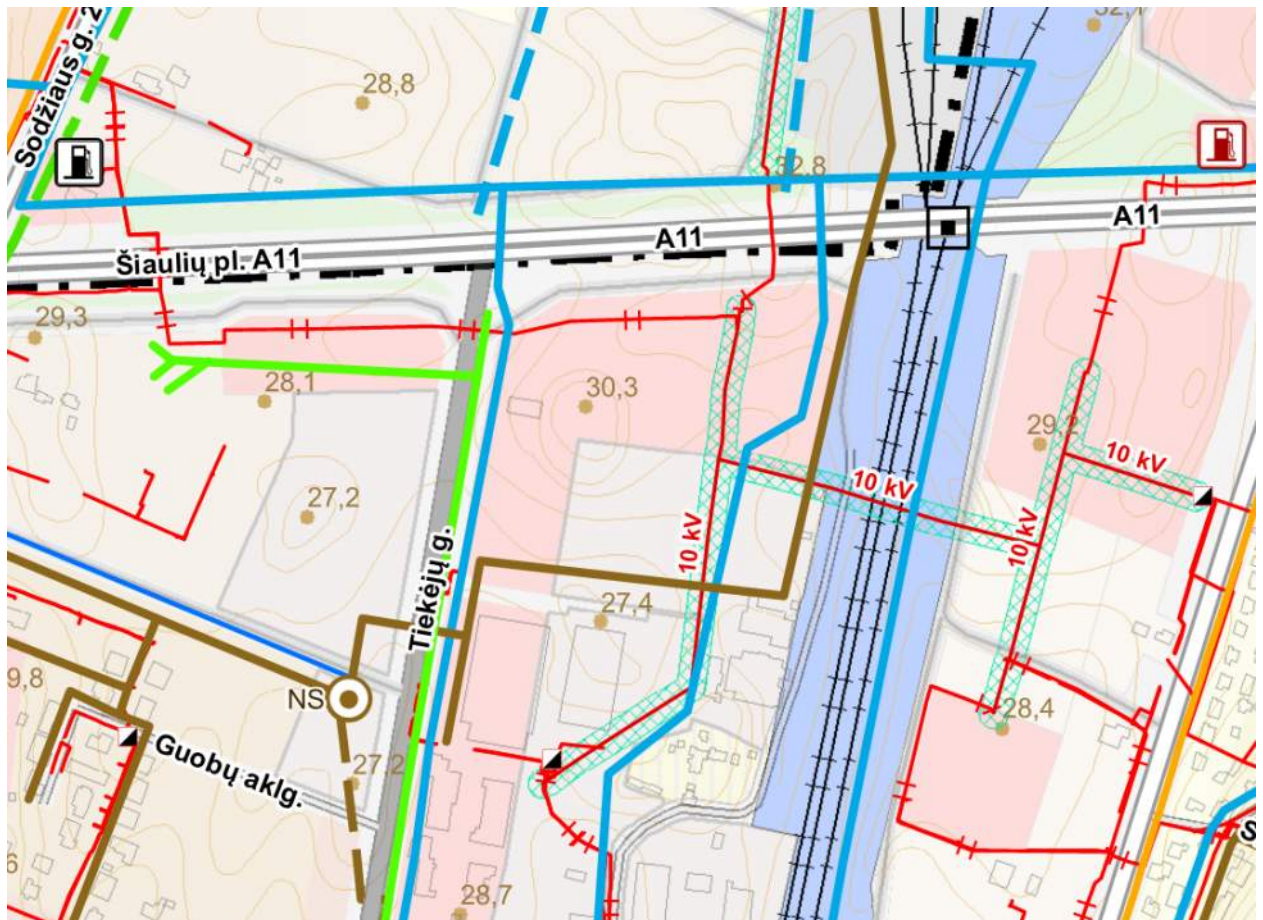 Sodžiaus g. 2
28,8
32,8
A11
A11
Šiaulių pl. A11
29,3
28,1
30,3
29,2
10 kV
10 kV
27,2
10 kV
10 kV
Tiekėjų g.
27,4
9,8
NS
28,4
Guobų aklg.
27,2
28,7